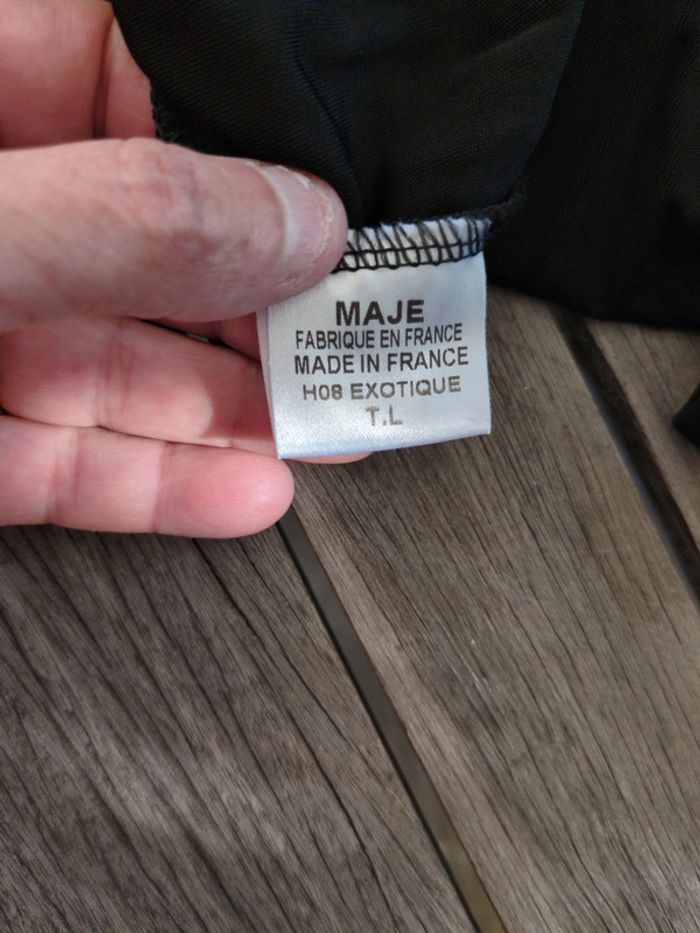 MAJE
FABRIQUE EN FRANCE
MADE IN FRANCE
H08 EXOTIQUE
T.L